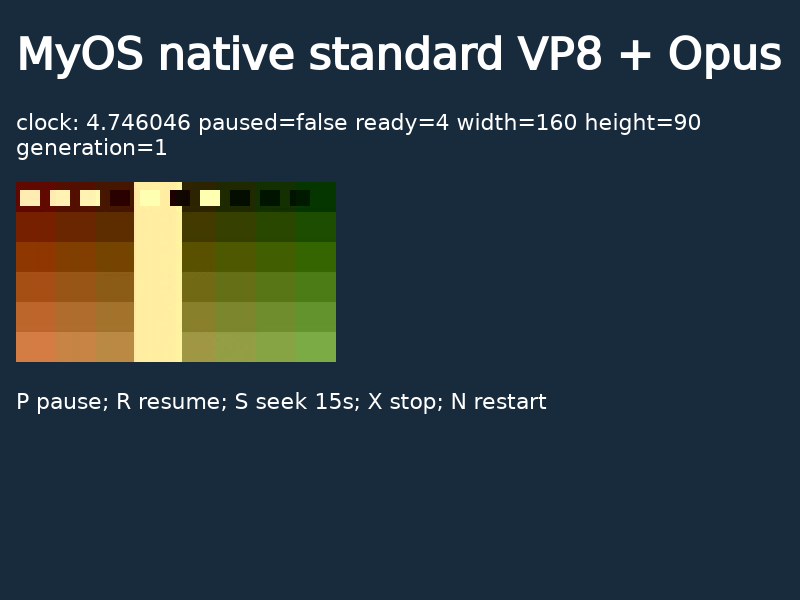 MyOS native standard VP8 + Opus
clock: 4.746046 paused=false ready=4 width=160 height=90
generation=1
P pause; R resume; S seek 15s; X stop; N restart